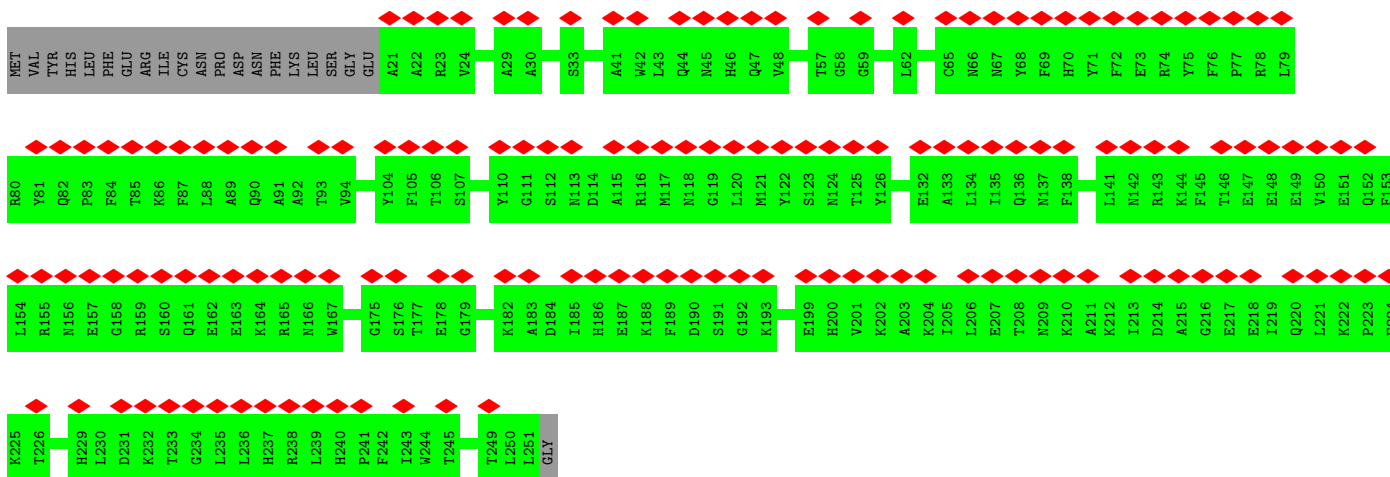 MET VAL TYR HIS LEU PHE GLU ARG ILE CYS ASN PRO ASP ASN PHE LYS LEU SER GLY GLU A21 A22 R23 V24 A29 A30 S33 A41 W42 L43 Q44 N45 H46 Q47 V48 T57 G58 G59 L62 C65 N66 N67 Y68 F69 H70 Y71 F72 E73 R74 Y75 F76 P77 R78 L79
R80 Y81 Q82 P83 F84 T85 K86 F87 L88 A89 Q90 A91 A92 T93 V94 Y104 F105 T106 S107 Y110 G111 S112 N113 D114 A115 R116 M117 N118 G119 L120 M121 Y122 S123 N124 T125 Y126 E132 A133 L134 I135 Q136 N137 F138 L141 N142 R143 K144 F145 T146 E147 E148 E149 V150 E151 Q152 F153
L154 R155 N156 E157 G158 R159 S160 Q161 E162 E163 K164 R165 N166 W167 G175 S176 T177 E178 G179 K182 A183 D184 I185 H186 E187 K188 F189 D190 S191 G192 K193 E199 H200 V201 K202 A203 K204 I205 L206 E207 T208 N209 K210 A211 K212 I213 D214 A215 G216 E217 E218 I219 Q220 L221 K222 P223
K225 T226 H229 L230 D231 K232 T233 G234 L235 L236 H237 R238 L239 H240 P241 F242 I243 W244 T245 T249 L250 L251 GLY